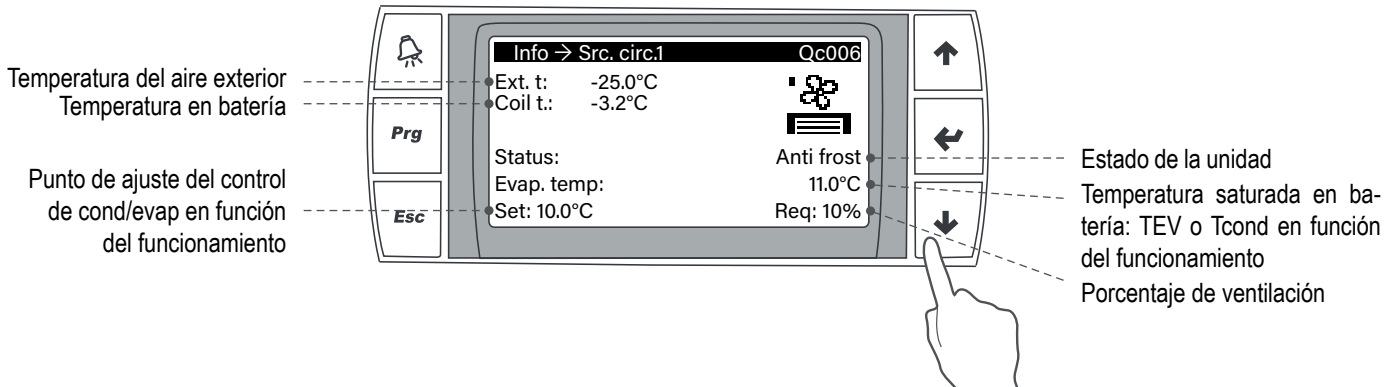 Temperatura del aire exterior
Temperatura en batería
Punto de ajuste del control
de cond/evap en función
del funcionamiento
Prg
Esc
Info → Src. circ.1 Qc006
Ext. t: -25.0°C
Coil t.: -3.2°C
Status: Anti frost
Evap. temp: 11.0°C
Set: 10.0°C Req: 10%
Estado de la unidad
Temperatura saturada en ba-
tería: TEV o Tcond en función
del funcionamiento
Porcentaje de ventilación